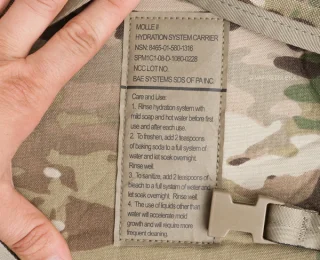 MOLLE II
HYDRATION SYSTEM CARRIER
NSN: 8465-01-580-1316
SPM1C1-08-D-1080-0228
NCC LOT NO.
BAE SYSTEMS SDS OF PA INC.
Care and Use:
1. Rinse hydration system with
mild soap and hot water before first
use and after each use.
2. To freshen, add 2 teaspoons
of baking soda to a full system of
water and let soak overnight.
Rinse well.
3. To sanitize, add 2 teaspoons of
bleach to a full system of water and
let soak overnight. Rinse well.
4. The use of liquids other than
water will accelerate mold
growth and will require more
frequent cleaning.